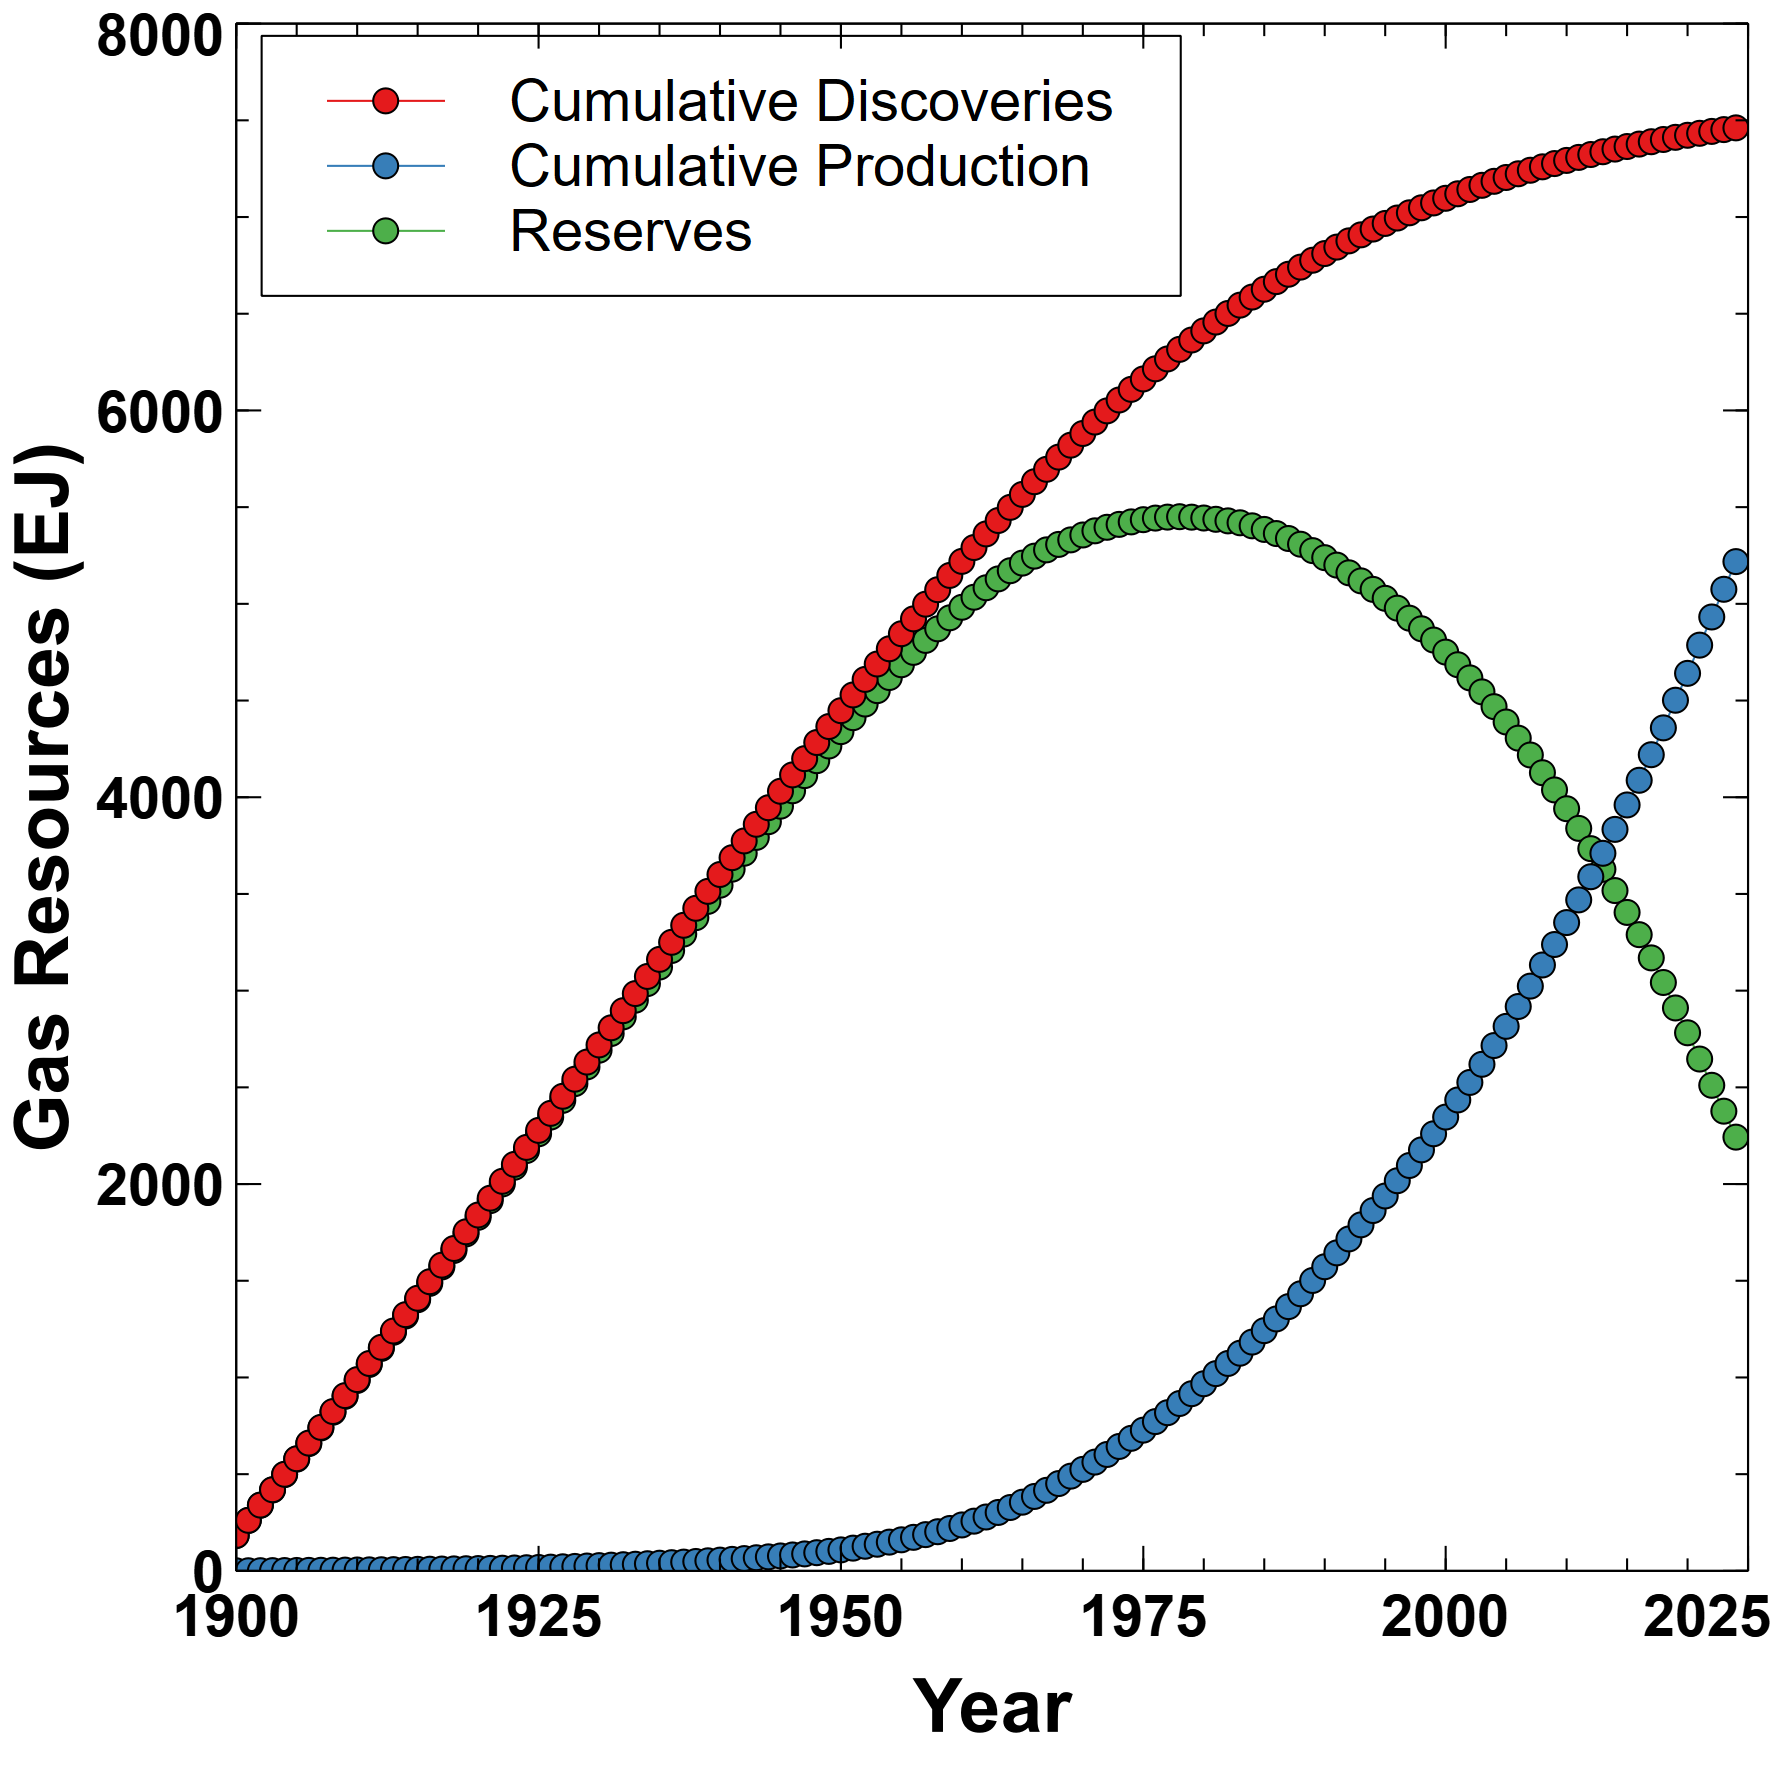 8000
6000
4000
2000
0
Gas Resources (EJ)
Cumulative Discoveries
Cumulative Production
Reserves
1900 1925 1950 1975 2000 2025
Year